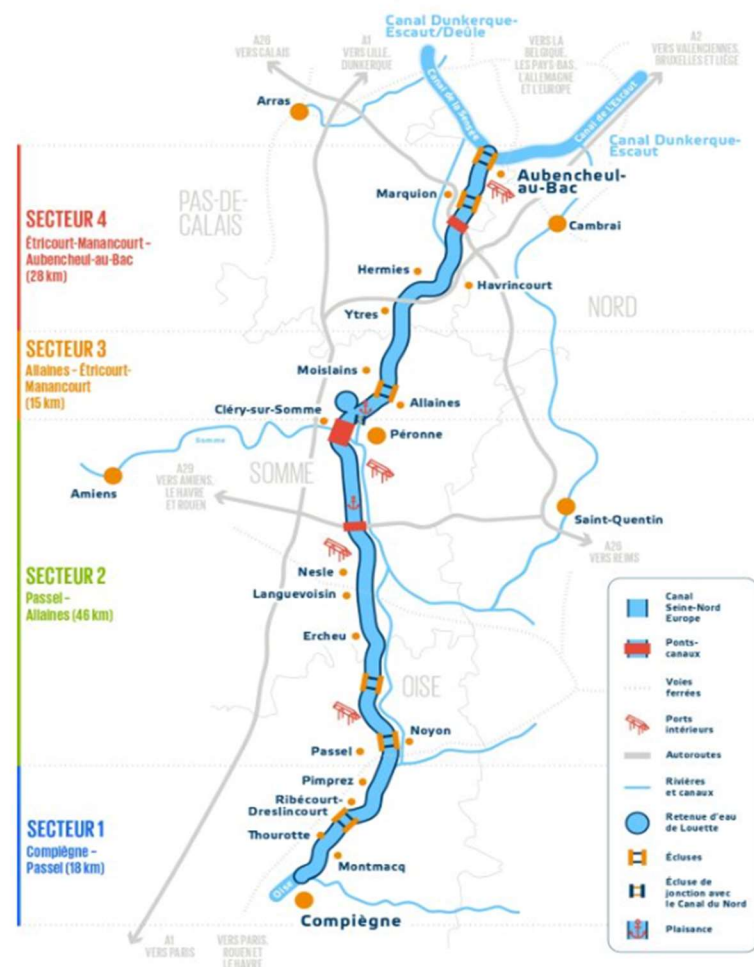 Canal Dunkerque-
Escaut/Deûle
A26
VERS CALAIS
A1
VERS LILLE,
DUNKERQUE
VERS LA
BELGIQUE,
LES PAYS-BAS,
L'ALLEMAGNE
ET L'EUROPE
A2
VERS VALENCIENNES,
BRUXELLES ET LIÈGE
Canal de la Sensée
Canal de l'Escaut
Canal Dunkerque-
Escaut
Arras
Aubencheul-
au-Bac
Marquion
PAS-DE-
CALAIS
Cambrai
SECTEUR 4
Étricourt-Manancourt –
Aubencheul-au-Bac
(28 km)
Hermies
Havrincourt
NORD
Ytres
SECTEUR 3
Allaines - Étricourt-
Manancourt
(15 km)
Moislains
Allaines
Cléry-sur-Somme
Péronne
Somme
SOMME
Amiens
A29
VERS AMIENS,
LE HAVRE
ET ROUEN
Saint-Quentin
A26
VERS REIMS
SECTEUR 2
Passel –
Allaines (46 km)
Nesle
Languevoisin
Ercheu
OISE
Noyon
Passel
Pimprez
Ribécourt-
Dreslincourt
Thourotte
SECTEUR 1
Compiègne –
Passel (18 km)
Montmacq
Oise
Compiègne
A1
VERS PARIS
VERS PARIS,
ROUEN ET
LE HAVRE
Canal
Seine-Nord
Europe
Ponts-
canaux
Voies
ferrées
Ports
intérieurs
Autoroutes
Rivières
et canaux
Retenue d'eau
de Louette
Écluses
Écluse de
jonction avec
le Canal du Nord
Plaisance